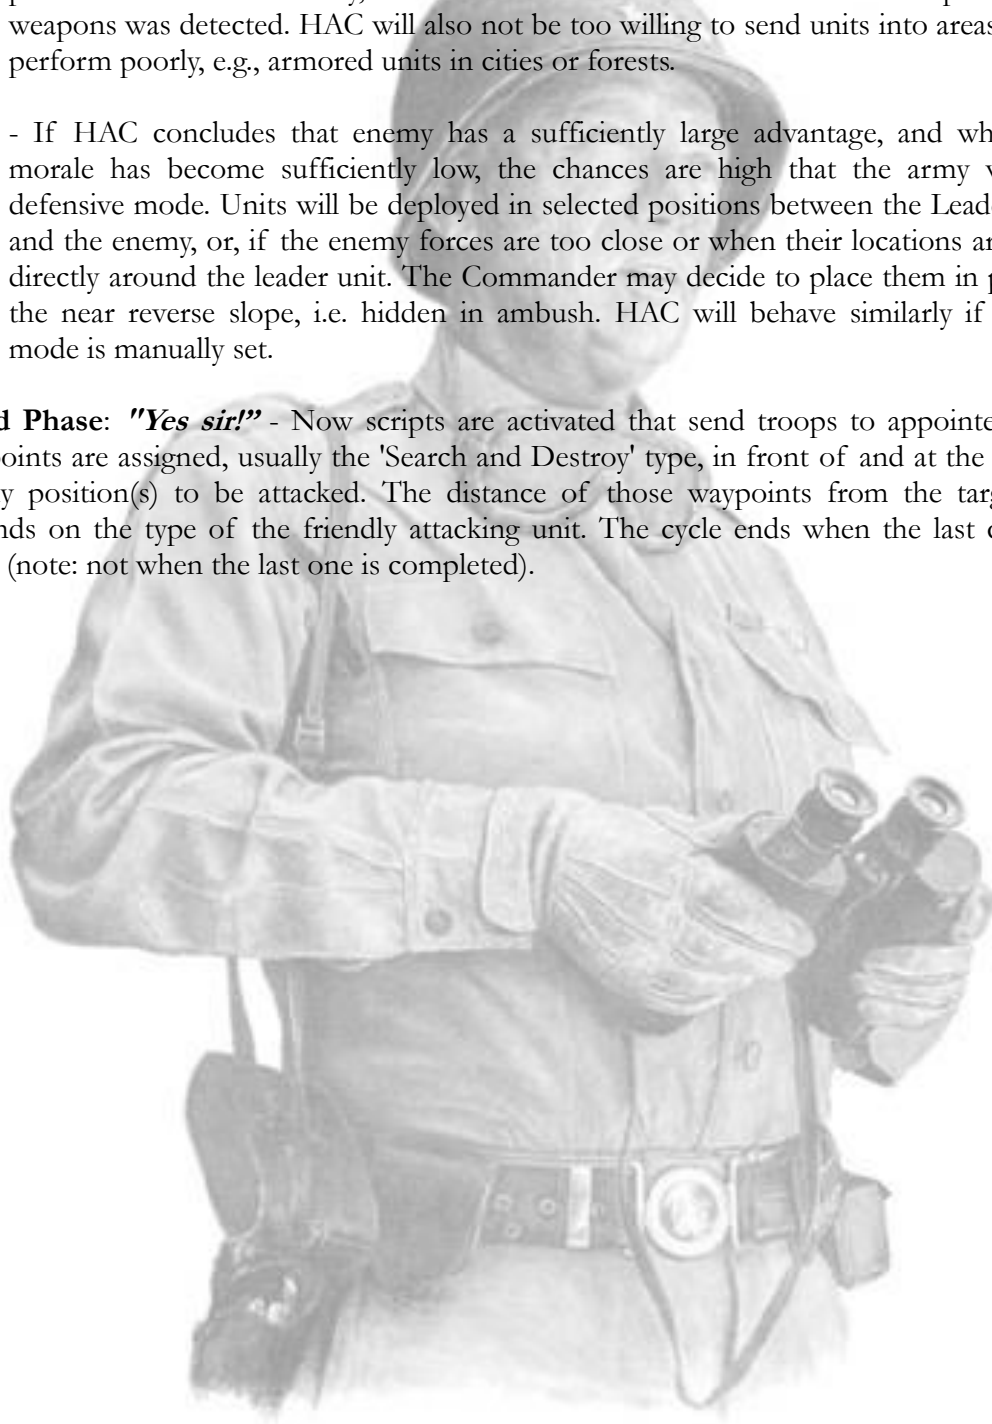 weapons was detected. HAC will also not be too willing to send units into areas
perform poorly, e.g., armored units in cities or forests.
- If HAC concludes that enemy has a sufficiently large advantage, and wh
morale has become sufficiently low, the chances are high that the army
defensive mode. Units will be deployed in selected positions between the Lead
and the enemy, or, if the enemy forces are too close or when their locations ar
directly around the leader unit. The Commander may decide to place them in
the near reverse slope, i.e. hidden in ambush. HAC will behave similarly if
mode is manually set.
d Phase: "Yes sir!” - Now scripts are activated that send troops to appointe
oints are assigned, usually the 'Search and Destroy' type, in front of and at the
y position(s) to be attacked. The distance of those waypoints from the targ
nds on the type of the friendly attacking unit. The cycle ends when the last
(note: not when the last one is completed).